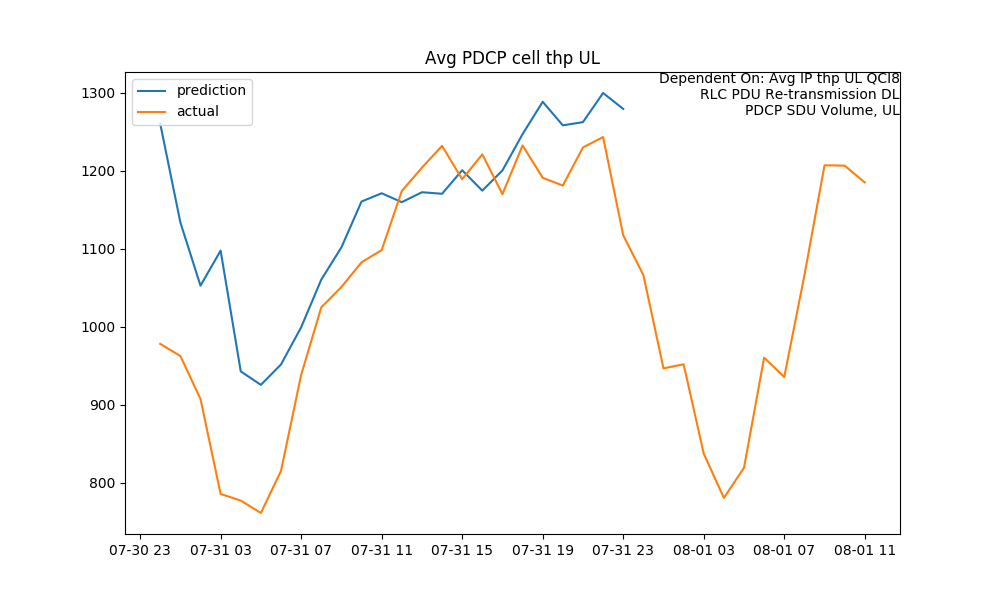 Avg PDCP cell thp UL
prediction
actual
Dependent On: Avg IP thp UL QCI8
RLC PDU Re-transmission DL
PDCP SDU Volume, UL
1300
1200
1100
1000
900
800
07-30 23 07-31 03 07-31 07 07-31 11 07-31 15 07-31 19 07-31 23 08-01 03 08-01 07 08-01 11